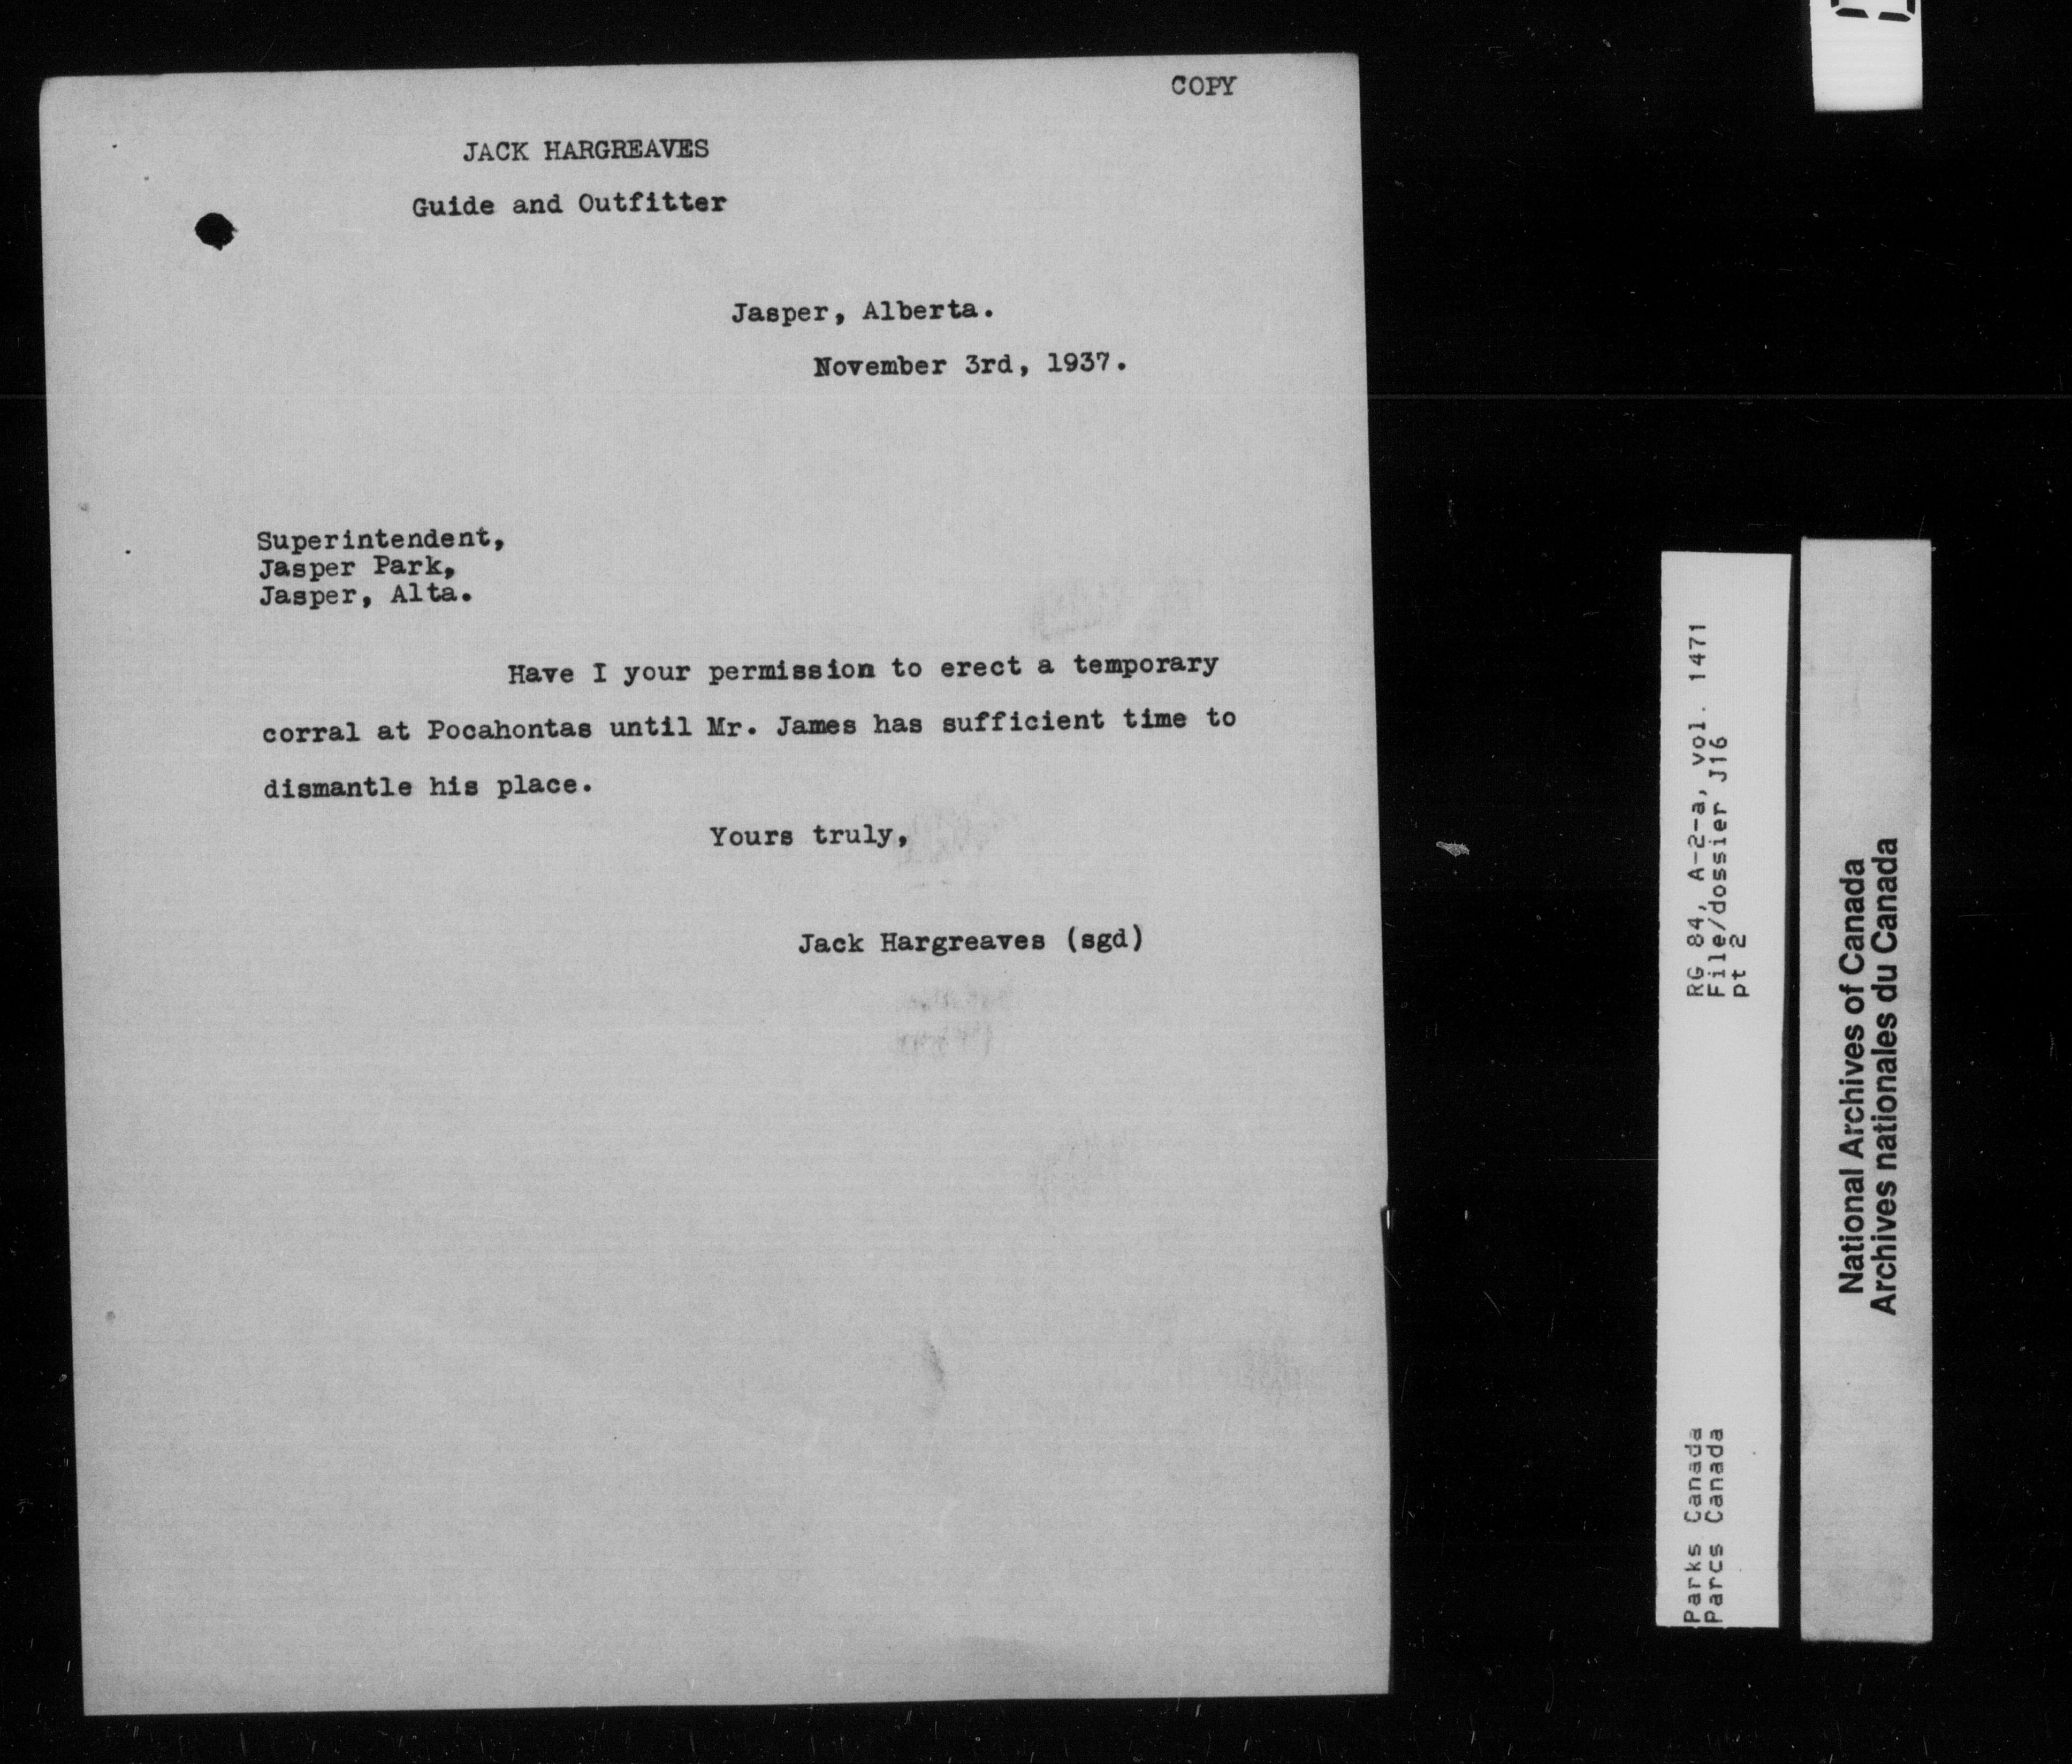 COPY
JACK HARGREAVES
Guide and Outfitter
Jasper, Alberta.
November 3rd, 1937.
Superintendent,
Jasper Park,
Jasper, Alta.
Have I your permission to erect a temporary
corral at Pocahontas until Mr. James has sufficient time to
dismantle his place.
Yours truly,
Jack Hargreaves (sgd)
RG 84, A-2-a, vol. 1471
File/dossier J16
pt 2
Parks Canada
Parcs Canada
National Archives of Canada
Archives nationales du Canada